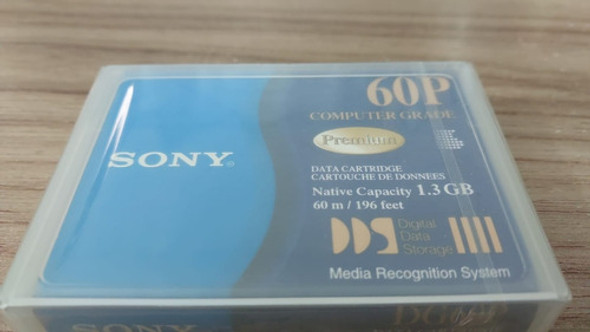 60P
COMPUTER GRADE
Premium
SONY®
DATA CARTRIDGE
CARTOUCHE DE DONNEES
Native Capacity 1.3 GB
60 m / 196 feet
DDS Digital
Data
Storage
Media Recognition System